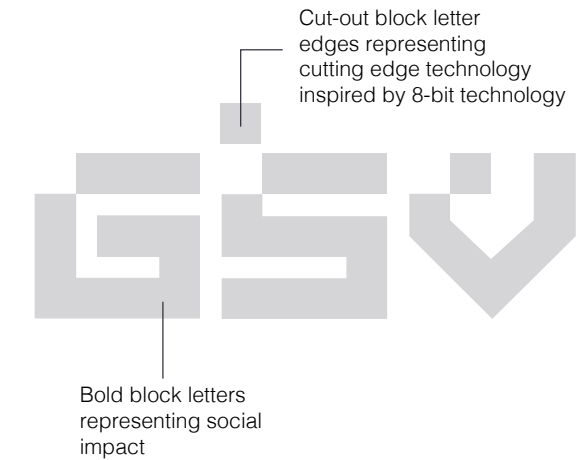 Cut-out block letter
edges representing
cutting edge technology
inspired by 8-bit technology
GSV
Bold block letters
representing social
impact